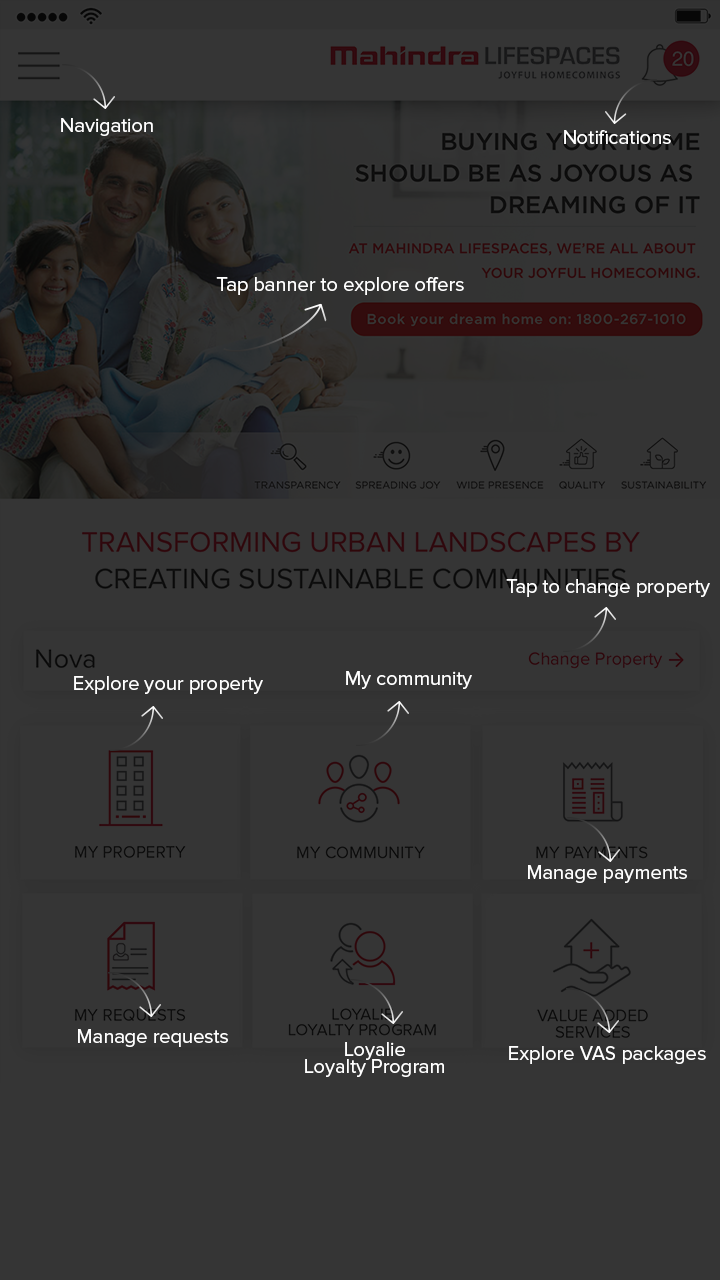 Mahindra LIFESPACES
JOYFUL HOMECOMINGS
20
Navigation
Notifications
BUYING YOUR HOME
SHOULD BE AS JOYOUS AS
DREAMING OF IT
AT MAHINDRA LIFESPACES, WE'RE ALL ABOUT
YOUR JOYFUL HOMECOMING.
Tap banner to explore offers
Book your dream home on: 1800-267-1010
TRANSPARENCY SPREADING JOY WIDE PRESENCE QUALITY SUSTAINABILITY
TRANSFORMING URBAN LANDSCAPES BY
CREATING SUSTAINABLE COMMUNITIES
Tap to change property
Nova
Change Property
Explore your property
My community
MY PROPERTY
MY COMMUNITY
MY PAYMENTS
Manage payments
MY REQUESTS
Manage requests
LOYALIE
LOYALTY PROGRAM
Loyalie
Loyalty Program
VALUE ADDED
SERVICES
Explore VAS packages